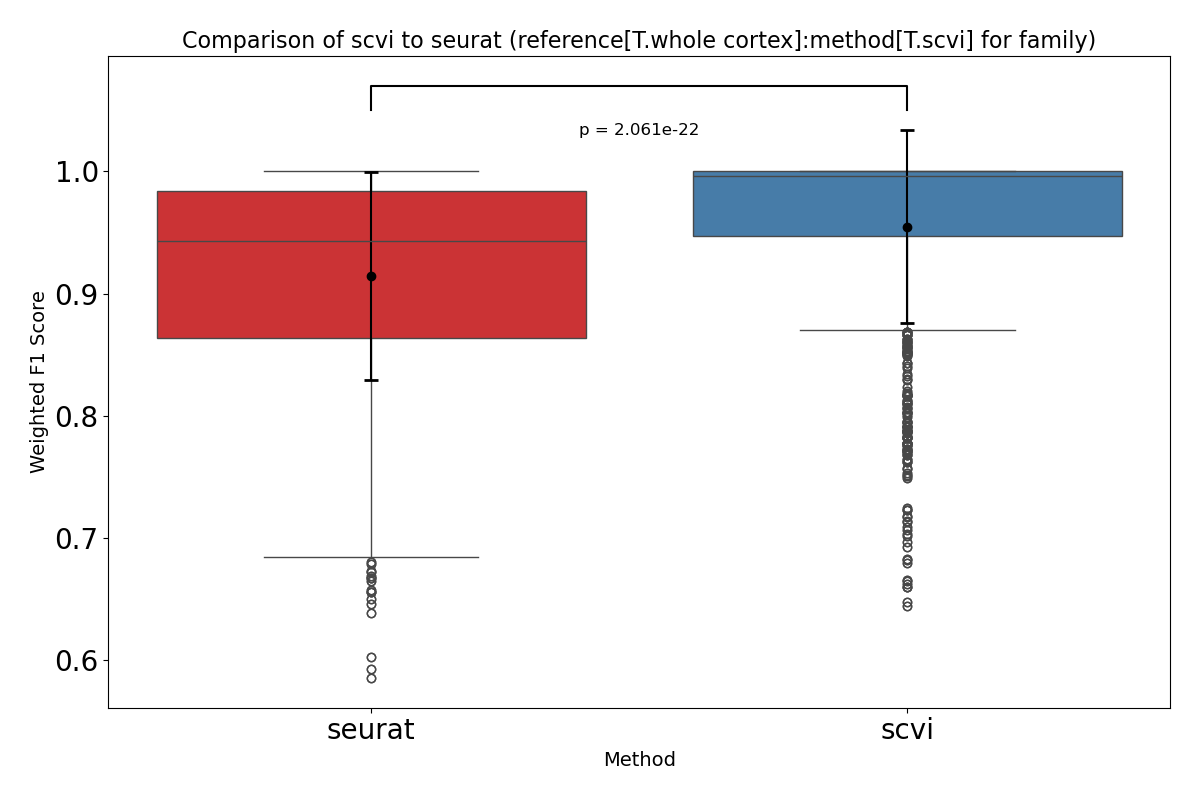 Comparison of scvi to seurat (reference[T.whole cortex]:method[T.scvi] for family)
p = 2.061e-22
1.0
0.9
0.8
0.7
0.6
Weighted F1 Score
seurat
scvi
Method